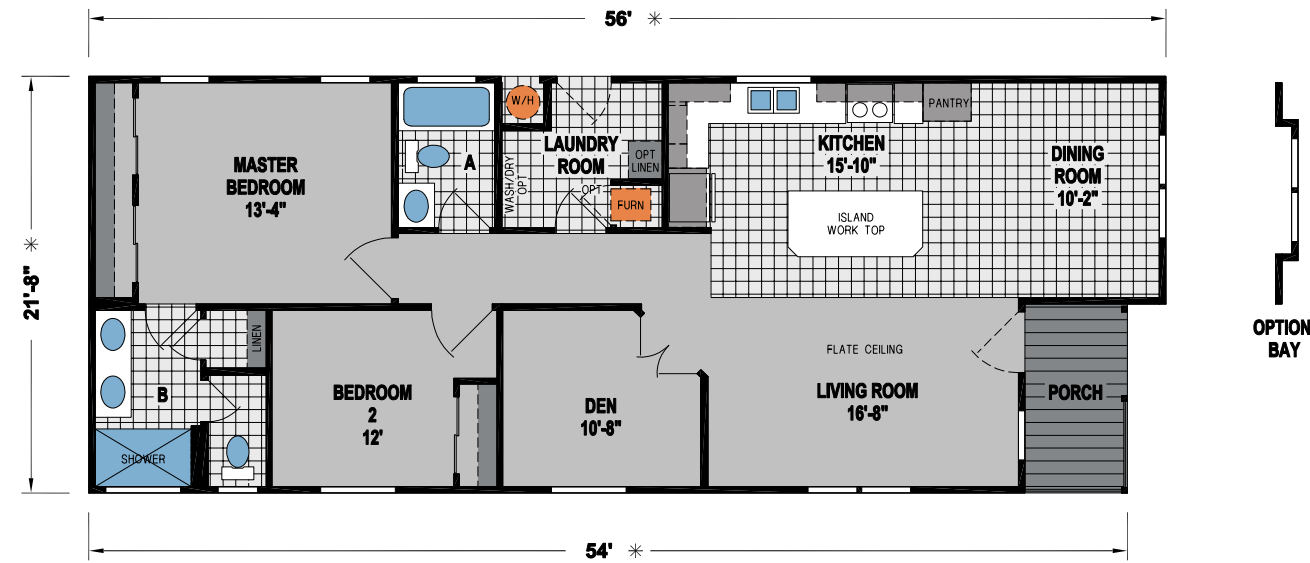 56' ✳
21'-8" ✳
MASTER
BEDROOM
13'-4"
A
W/H
LAUNDRY
ROOM
WASH/DRY
OPT
OPT
LINEN
OPT
FURN
KITCHEN
15'-10"
PANTRY
DINING
ROOM
10'-2"
ISLAND
WORK TOP
OPTION
BAY
LINEN
B
SHOWER
BEDROOM
2
12'
DEN
10'-8"
FLATE CEILING
LIVING ROOM
16'-8"
PORCH
54' ✳